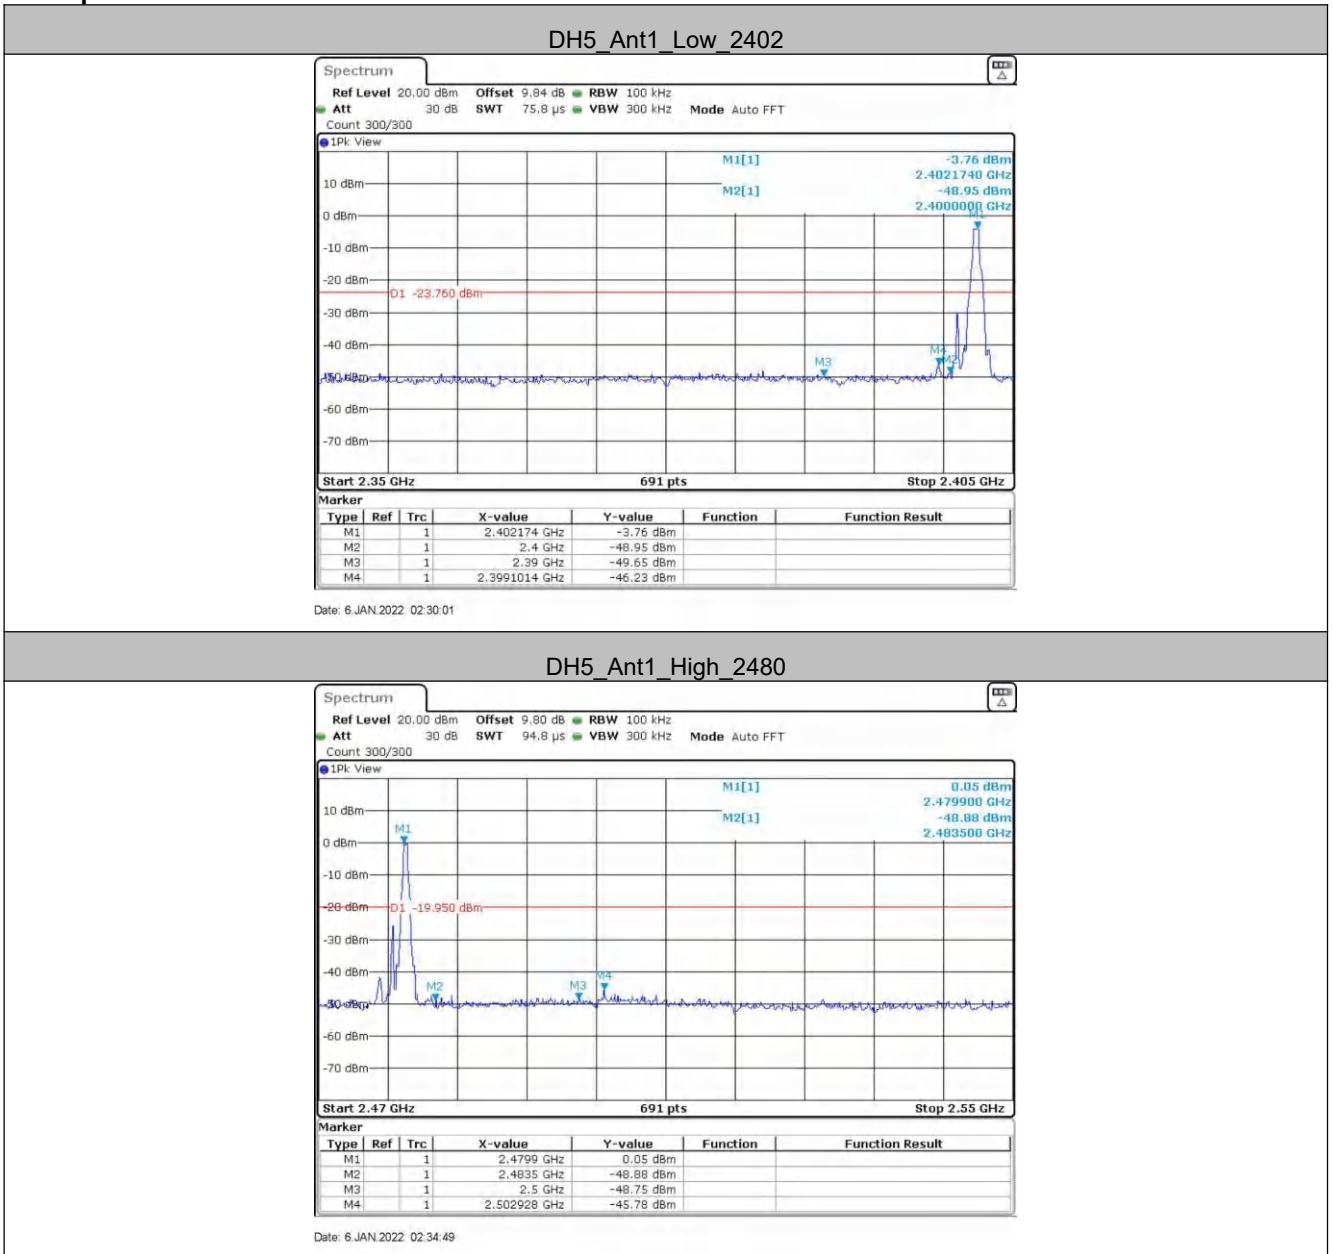 DH5_Ant1_Low_2402
Spectrum
Ref Level 20.00 dBm Offset 9.84 dB RBW 100 kHz
Att 30 dB SWT 75.8 µs VBW 300 kHz Mode Auto FFT
Count 300/300
1Pk View
M1[1] -3.76 dBm
2.4021740 GHz
10 dBm
M2[1] -48.95 dBm
2.4000000 GHz
0 dBm
M1
-10 dBm
-20 dBm
D1 -23.760 dBm
-30 dBm
-40 dBm
M3 M4 M2
-50 dBm
-60 dBm
-70 dBm
Start 2.35 GHz 691 pts Stop 2.405 GHz
Marker
Type Ref Trc X-value Y-value Function Function Result
M1 1 2.402174 GHz -3.76 dBm
M2 1 2.4 GHz -48.95 dBm
M3 1 2.39 GHz -49.65 dBm
M4 1 2.3991014 GHz -46.23 dBm
Date: 6.JAN.2022 02:30:01
DH5_Ant1_High_2480
Spectrum
Ref Level 20.00 dBm Offset 9.80 dB RBW 100 kHz
Att 30 dB SWT 94.8 µs VBW 300 kHz Mode Auto FFT
Count 300/300
1Pk View
M1[1] 0.05 dBm
2.479900 GHz
10 dBm
M2[1] -48.88 dBm
2.483500 GHz
M1
0 dBm
-10 dBm
-20 dBm D1 -19.950 dBm
-30 dBm
-40 dBm
M2 M3 M4
-50 dBm
-60 dBm
-70 dBm
Start 2.47 GHz 691 pts Stop 2.55 GHz
Marker
Type Ref Trc X-value Y-value Function Function Result
M1 1 2.4799 GHz 0.05 dBm
M2 1 2.4835 GHz -48.88 dBm
M3 1 2.5 GHz -48.75 dBm
M4 1 2.502928 GHz -45.78 dBm
Date: 6.JAN.2022 02:34:49